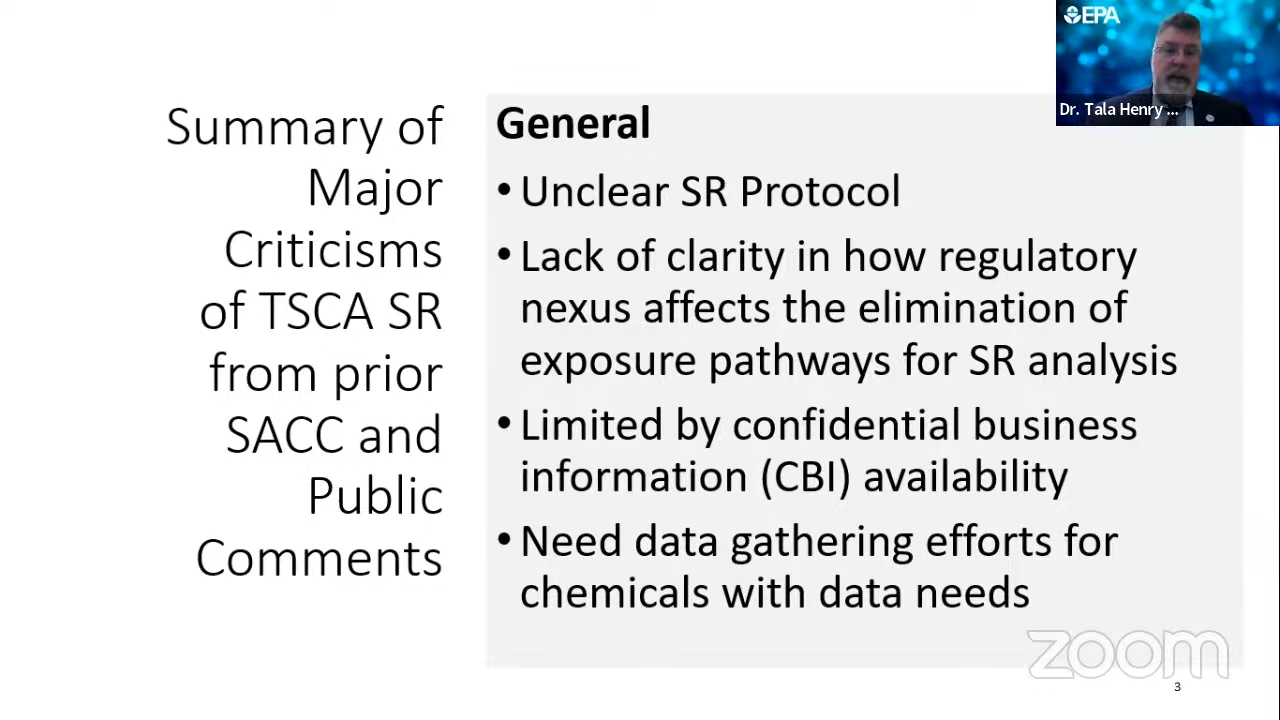 EPA
Dr. Tala Henry ...
Summary of
Major
Criticisms
of TSCA SR
from prior
SACC and
Public
Comments
General
• Unclear SR Protocol
• Lack of clarity in how regulatory
nexus affects the elimination of
exposure pathways for SR analysis
• Limited by confidential business
information (CBI) availability
• Need data gathering efforts for
chemicals with data needs
zoom
3